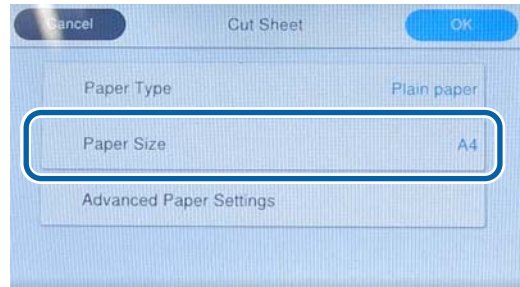 Cancel Cut Sheet OK
Paper Type Plain paper
Paper Size A4
Advanced Paper Settings